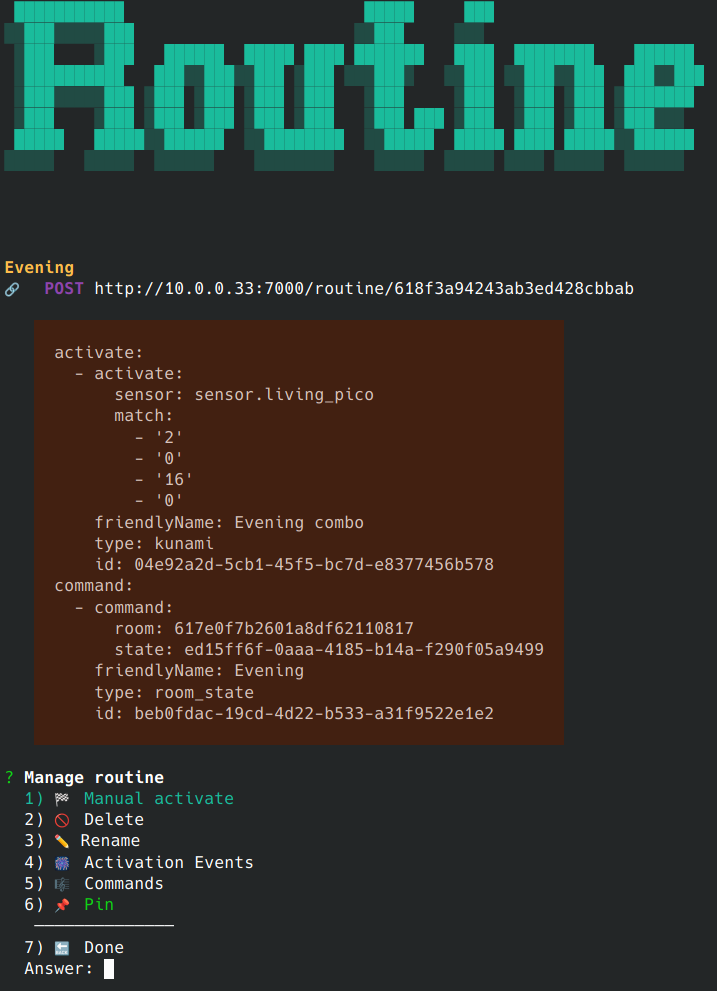 Routine
Evening
POST http://10.0.0.33:7000/routine/618f3a94243ab3ed428cbbab
activate:
- activate:
sensor: sensor.living_pico
match:
- '2'
- '0'
- '16'
- '0'
friendlyName: Evening combo
type: kunami
id: 04e92a2d-5cb1-45f5-bc7d-e8377456b578
command:
- command:
room: 617e0f7b2601a8df62110817
state: ed15ff6f-0aaa-4185-b14a-f290f05a9499
friendlyName: Evening
type: room_state
id: beb0fdac-19cd-4d22-b533-a31f9522e1e2
? Manage routine
1) 🏁 Manual activate
2) 🚫 Delete
3) ✏️ Rename
4) 🎆 Activation Events
5) 🎼 Commands
6) 📌 Pin
──────────────
7) 🔙 Done
Answer: